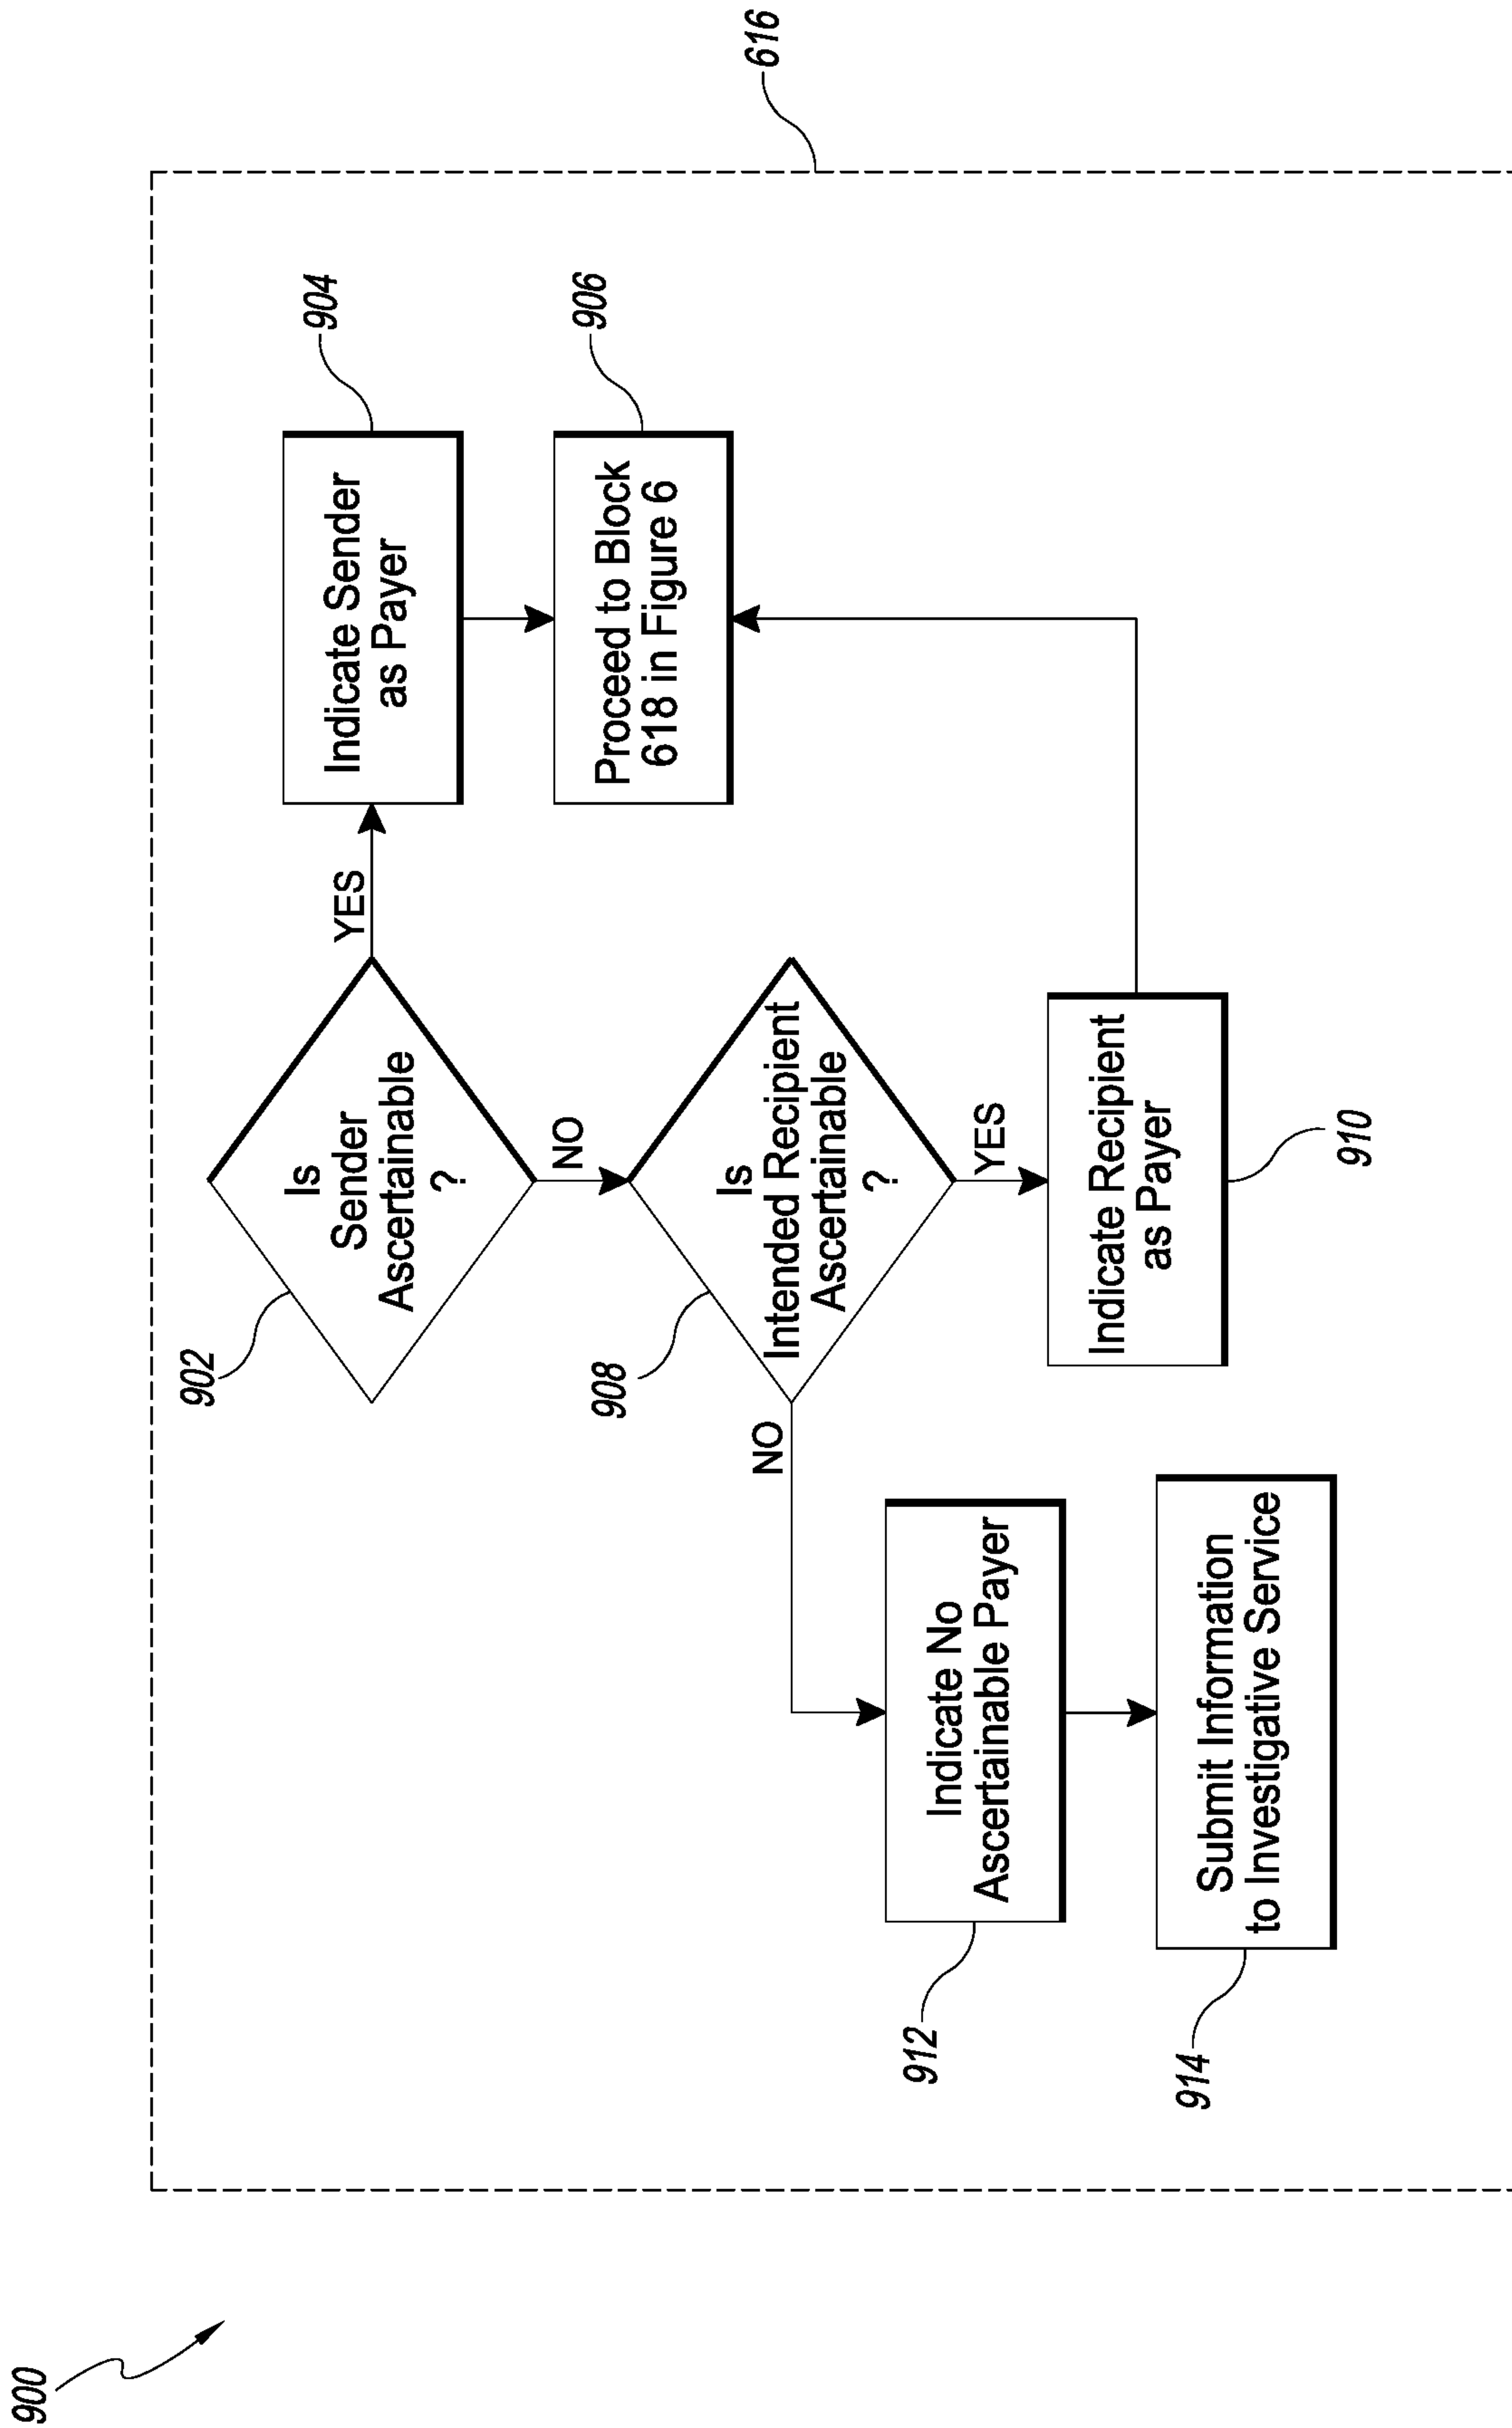 900
616
902
Is
Sender
Ascertainable
?
YES
Indicate Sender
as Payer
904
NO
Proceed to Block
618 in Figure 6
906
908
Is
Intended Recipient
Ascertainable
?
NO
YES
Indicate No
Ascertainable Payer
912
Indicate Recipient
as Payer
910
Submit Information
to Investigative Service
914